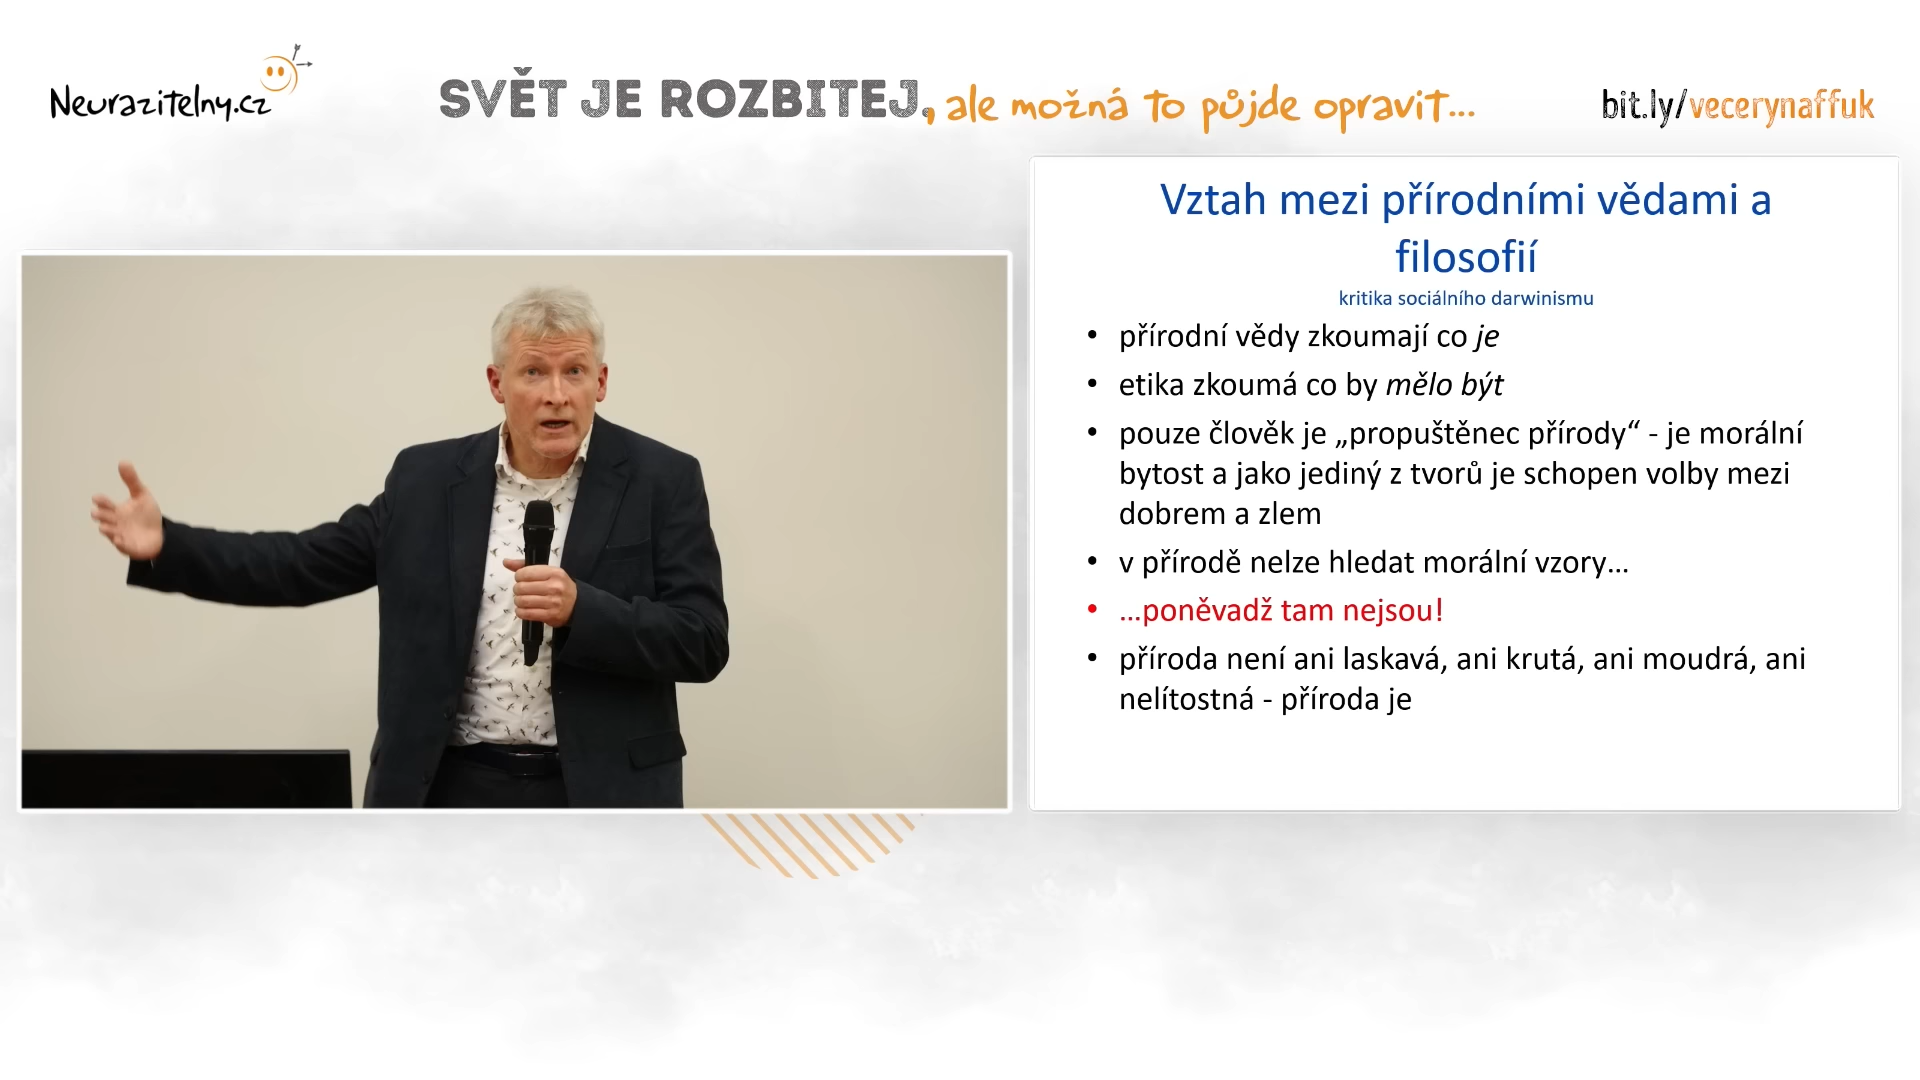 Neurazitelny.cz
SVĚT JE ROZBITEJ, ale možná to půjde opravit...
bit.ly/vecerynaffuk
Vztah mezi přírodními vědami a
filosofií
kritika sociálního darwinismu
• přírodní vědy zkoumají co je
• etika zkoumá co by mělo být
• pouze člověk je „propuštěnec přírody“ - je morální
bytost a jako jediný z tvorů je schopen volby mezi
dobrem a zlem
• v přírodě nelze hledat morální vzory…
• …poněvadž tam nejsou!
• příroda není ani laskavá, ani krutá, ani moudrá, ani
nelítostná - příroda je